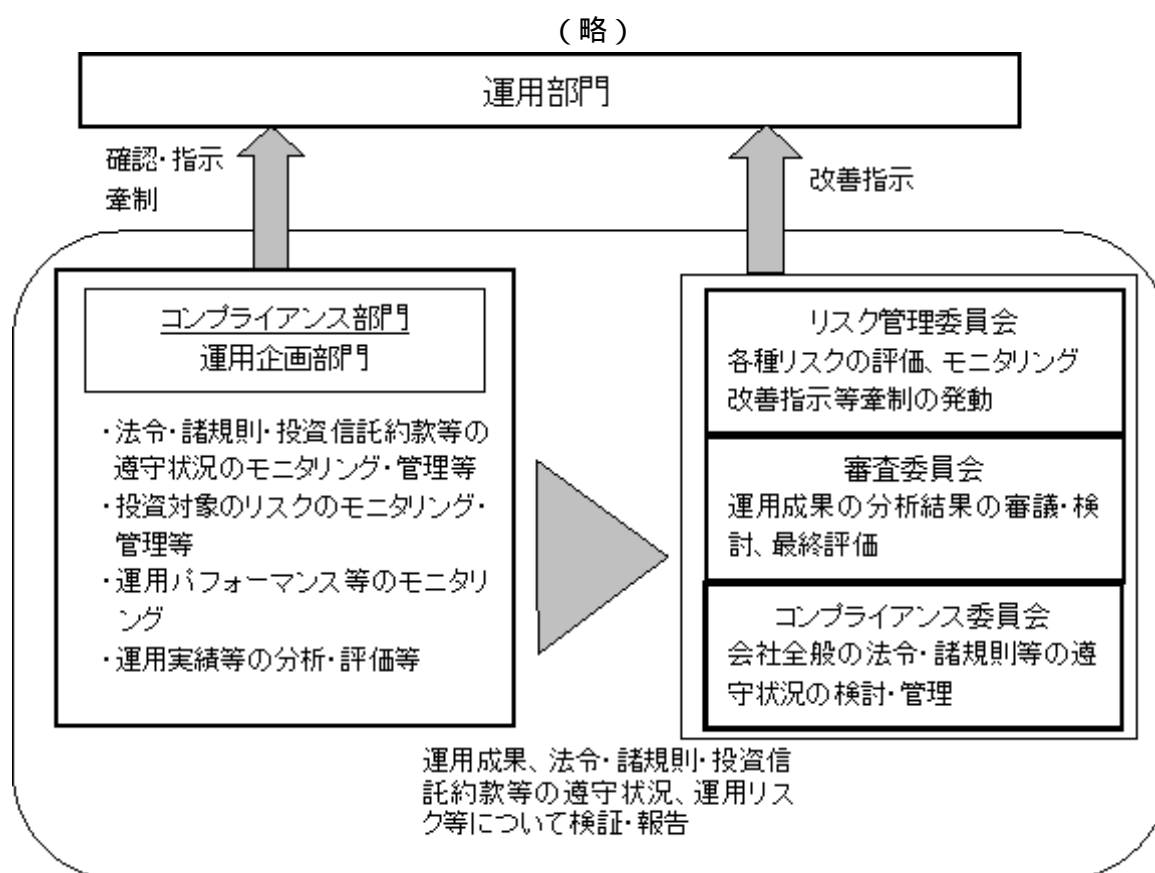 (略)
運用部門
確認・指示
牽制
改善指示
コンプライアンス部門
運用企画部門
・法令・諸規則・投資信託約款等の
遵守状況のモニタリング・管理等
・投資対象のリスクのモニタリング・
管理等
・運用パフォーマンス等のモニタリ
ング
・運用実績等の分析・評価等
リスク管理委員会
各種リスクの評価、モニタリング
改善指示等牽制の発動
審査委員会
運用成果の分析結果の審議・検
討、最終評価
コンプライアンス委員会
会社全般の法令・諸規則等の遵
守状況の検討・管理
運用成果、法令・諸規則・投資信
託約款等の遵守状況、運用リス
ク等について検証・報告